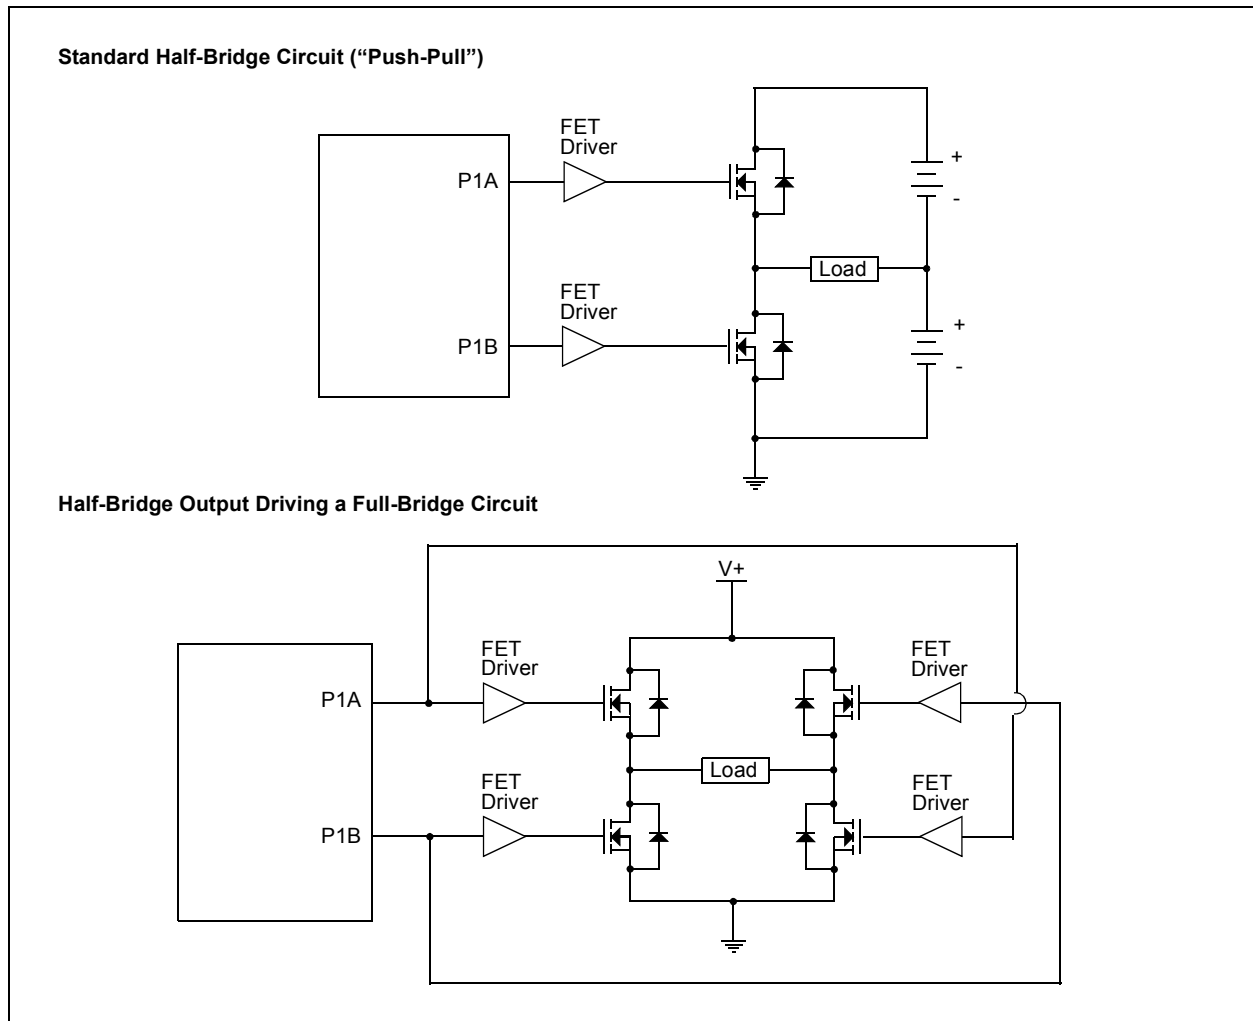 Standard Half-Bridge Circuit (“Push-Pull”)
FET
Driver
P1A
+
-
Load
FET
Driver
P1B
+
-
Half-Bridge Output Driving a Full-Bridge Circuit
V+
FET
Driver
FET
Driver
P1A
Load
FET
Driver
FET
Driver
P1B